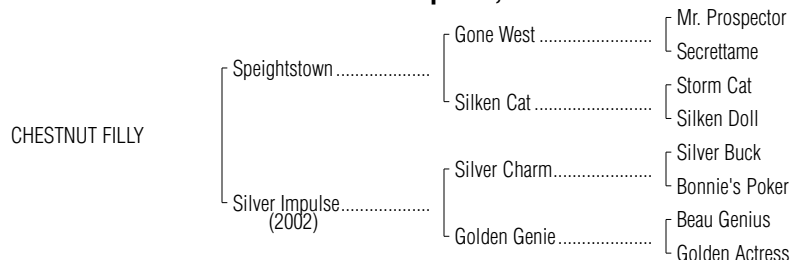 Mr. Prospector
Gone West
Secrettame
Speightstown
Storm Cat
Silken Cat
Silken Doll
CHESTNUT FILLY
Silver Buck
Silver Charm
Bonnie's Poker
Silver Impulse
(2002)
Beau Genius
Golden Genie
Golden Actress